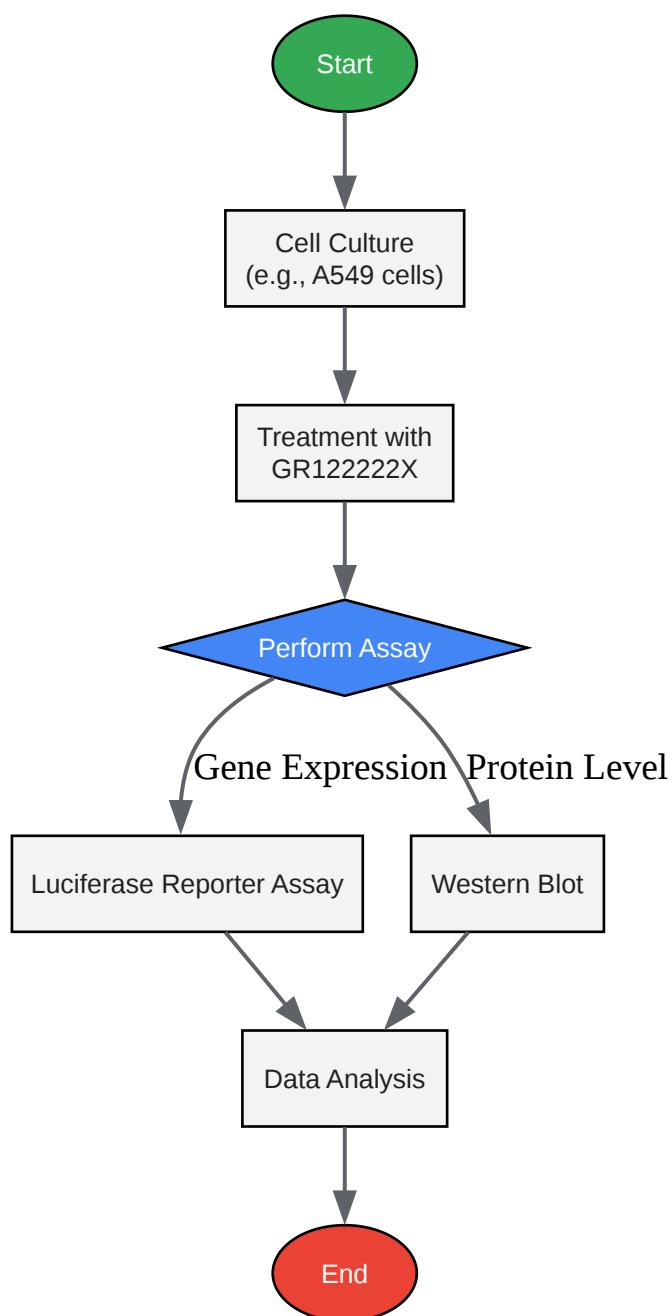 Start
Cell Culture
(e.g., A549 cells)
Treatment with
GR122222X
Perform Assay
Gene Expression
Protein Level
Luciferase Reporter Assay
Western Blot
Data Analysis
End